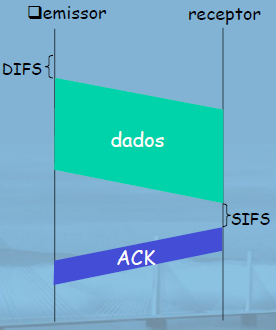 ❑emissor
receptor
DIFS
dados
SIFS
ACK